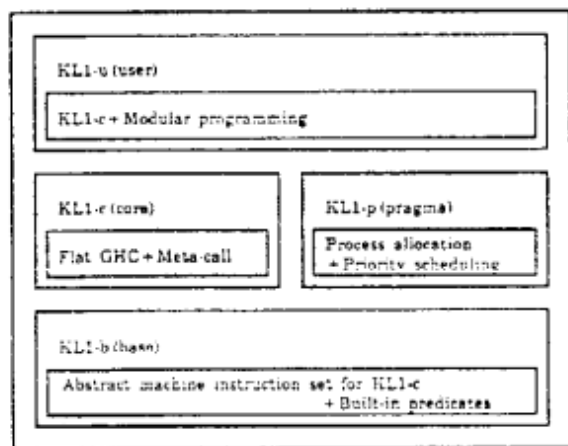 KL1-u (user)
KL1-c + Modular programming
KL1-c (core)
Flat GHC + Meta-call
KL1-p (pragma)
Process allocation
+ Priority scheduling
KL1-b (base)
Abstract machine instruction set for KL1-c
+ Built-in predicates